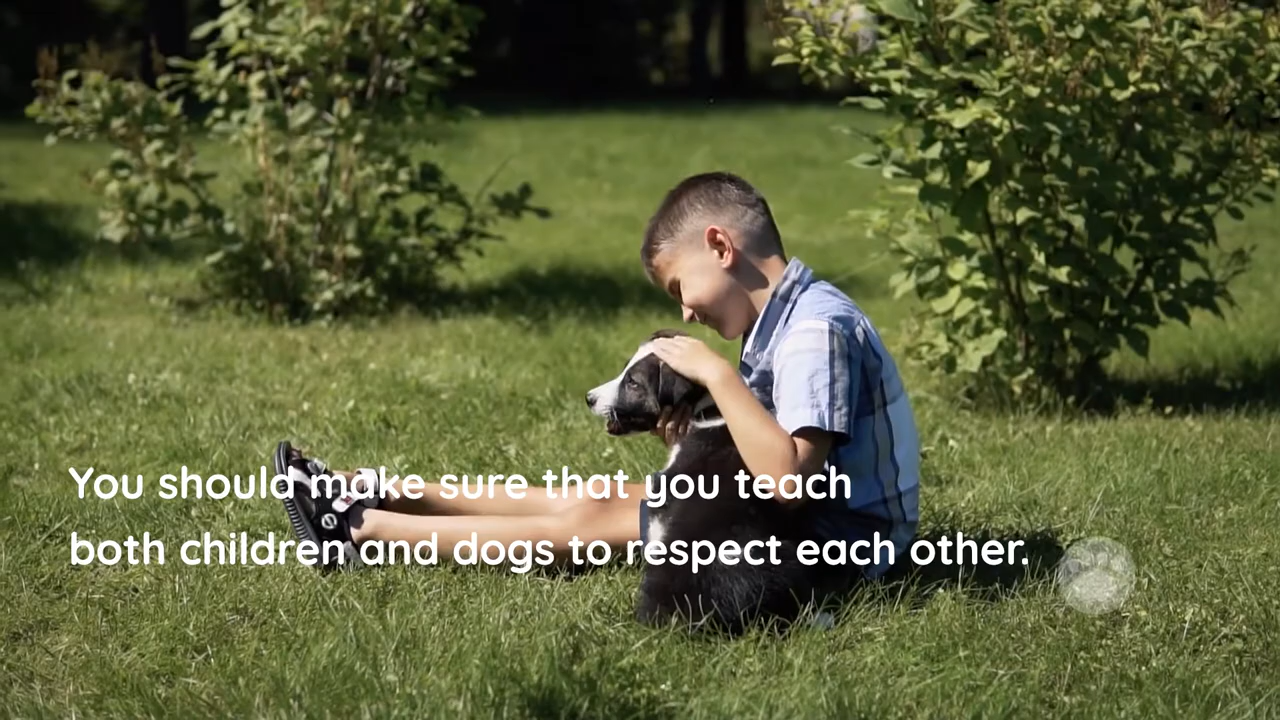 You should make sure that you teach
both children and dogs to respect each other.